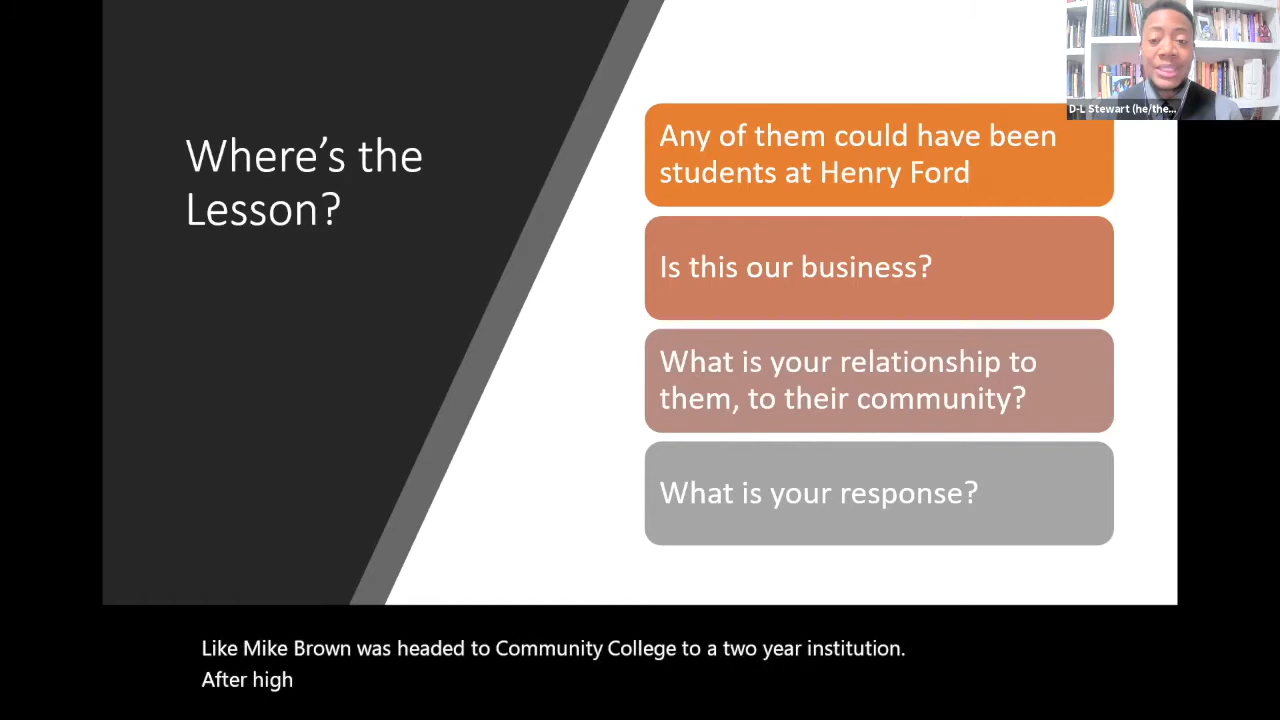 Where’s the
Lesson?
D-L Stewart (he/the...
Any of them could have been
students at Henry Ford
Is this our business?
What is your relationship to
them, to their community?
What is your response?
Like Mike Brown was headed to Community College to a two year institution.
After high